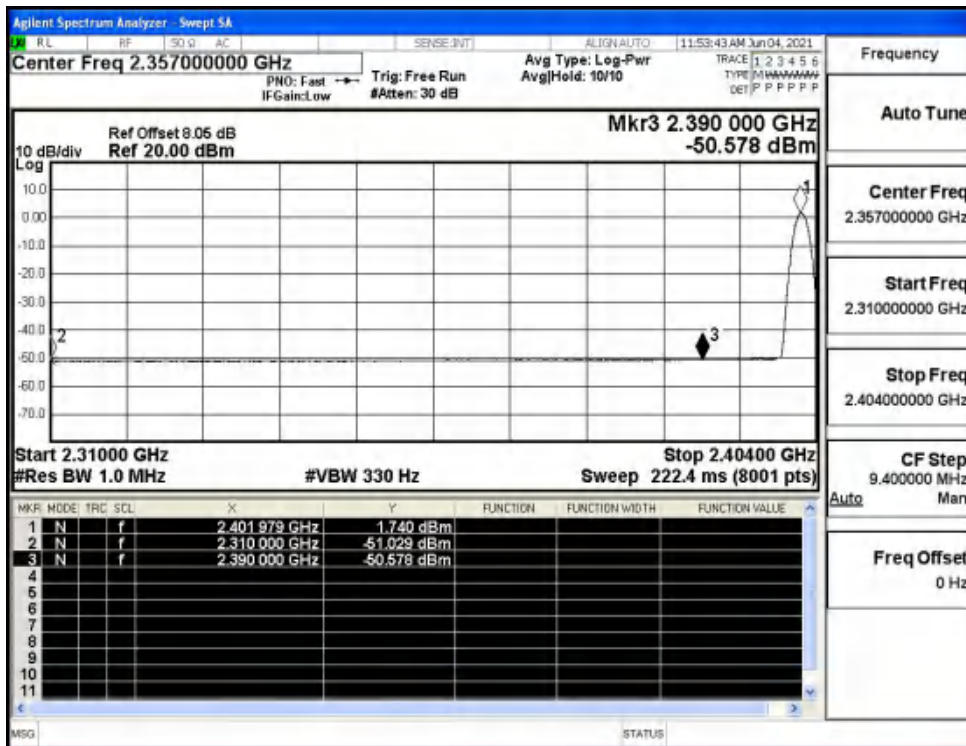 Agilent Spectrum Analyzer - Swept SA
LXI RL RF 50 Ω AC SENSE:INT ALIGN AUTO 11:53:43 AM Jun 04, 2021
Center Freq 2.357000000 GHz
PNO: Fast
IFGain:Low
Trig: Free Run
#Atten: 30 dB
Avg Type: Log-Pwr
Avg|Hold: 10/10
TRACE 1 2 3 4 5 6
TYPE M W W W W W
DET P P P P P P
Ref Offset 8.05 dB
10 dB/div Ref 20.00 dBm
Log
Mkr3 2.390 000 GHz
-50.578 dBm
10.0
0.00
-10.0
-20.0
-30.0
-40.0
-50.0
-60.0
-70.0
1
2
3
Start 2.31000 GHz Stop 2.40400 GHz
#Res BW 1.0 MHz #VBW 330 Hz Sweep 222.4 ms (8001 pts)
MKR MODE TRC SCL X Y FUNCTION FUNCTION WIDTH FUNCTION VALUE
1 N f 2.401 979 GHz 1.740 dBm
2 N f 2.310 000 GHz -51.029 dBm
3 N f 2.390 000 GHz -50.578 dBm
4
5
6
7
8
9
10
11
MSG STATUS
Frequency
Auto Tune
Center Freq
2.357000000 GHz
Start Freq
2.310000000 GHz
Stop Freq
2.404000000 GHz
CF Step
9.400000 MHz
Auto Man
Freq Offset
0 Hz